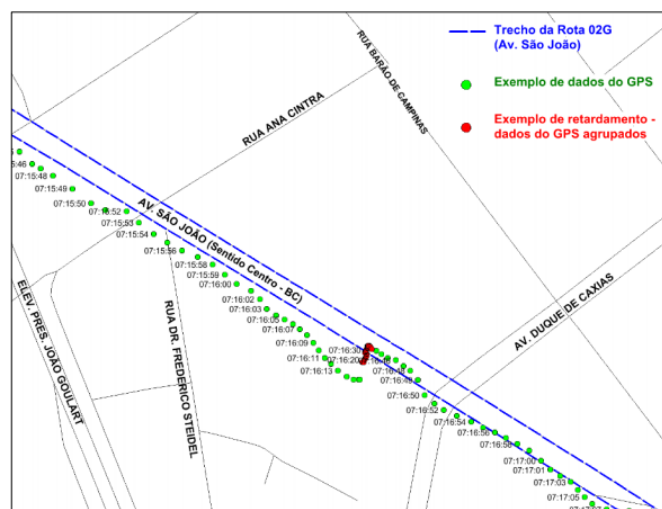 Trecho da Rota 02G
(Av. São João)
Exemplo de dados do GPS
Exemplo de retardamento -
dados do GPS agrupados
RUA BARÃO DE CAMPINAS
RUA ANA CINTRA
AV. SÃO JOÃO (Sentido Centro - BC)
AV. DUQUE DE CAXIAS
ELEV. PRES. JOÃO GOULART
RUA DR. FREDERICO STEIDEL
07:15:48
07:15:49
07:15:50
07:15:53
07:15:54
07:15:56
07:15:58
07:15:59
07:16:00
07:16:02
07:16:03
07:16:05
07:16:07
07:16:09
07:16:11
07:16:13
07:16:30
07:16:20
07:16:48
07:16:50
07:16:52
07:16:54
07:16:56
07:16:58
07:17:00
07:17:01
07:17:03
07:17:05